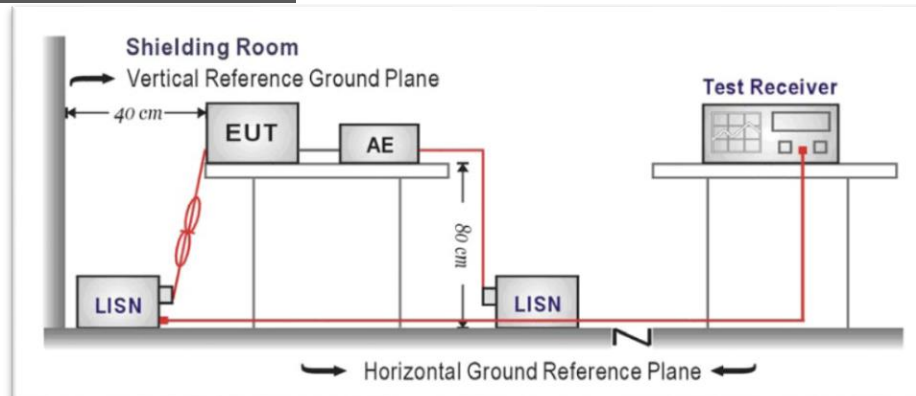 Shielding Room
Vertical Reference Ground Plane
Test Receiver
40 cm
EUT
AE
80 cm
LISN
LISN
Horizontal Ground Reference Plane